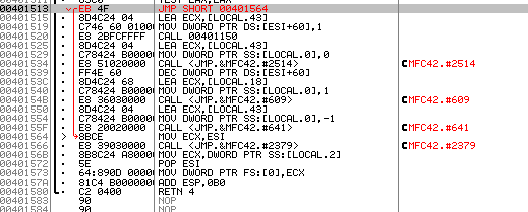 00401513 EB 4F JMP SHORT 00401564
00401515 8D4C24 04 LEA ECX,[LOCAL.43]
00401519 C746 60 0100 MOV DWORD PTR DS:[ESI+60],1
00401520 E8 2BFCFFFF CALL 00401150
00401525 8D4C24 04 LEA ECX,[LOCAL.43]
00401529 C78424 B0000 MOV DWORD PTR SS:[LOCAL.0],0
00401534 E8 51020000 CALL <JMP.&MFC42.#2514> MFC42.#2514
00401539 FF4E 60 DEC DWORD PTR DS:[ESI+60]
0040153C 8D4C24 68 LEA ECX,[LOCAL.18]
00401540 C78424 B0000 MOV DWORD PTR SS:[LOCAL.0],1
0040154B E8 36030000 CALL <JMP.&MFC42.#609> MFC42.#609
00401550 8D4C24 04 LEA ECX,[LOCAL.43]
00401554 C78424 B0000 MOV DWORD PTR SS:[LOCAL.0],-1
0040155F E8 20020000 CALL <JMP.&MFC42.#641> MFC42.#641
00401564 > 8BCE MOV ECX,ESI
00401566 E8 39030000 CALL <JMP.&MFC42.#2379> MFC42.#2379
0040156B 8B8C24 A8000 MOV ECX,DWORD PTR SS:[LOCAL.2]
00401572 5E POP ESI
00401573 64:890D 0000 MOV DWORD PTR FS:[0],ECX
0040157A 81C4 B0000000 ADD ESP,0B0
00401580 C2 0400 RETN 4
00401583 90 NOP
00401584 90 NOP